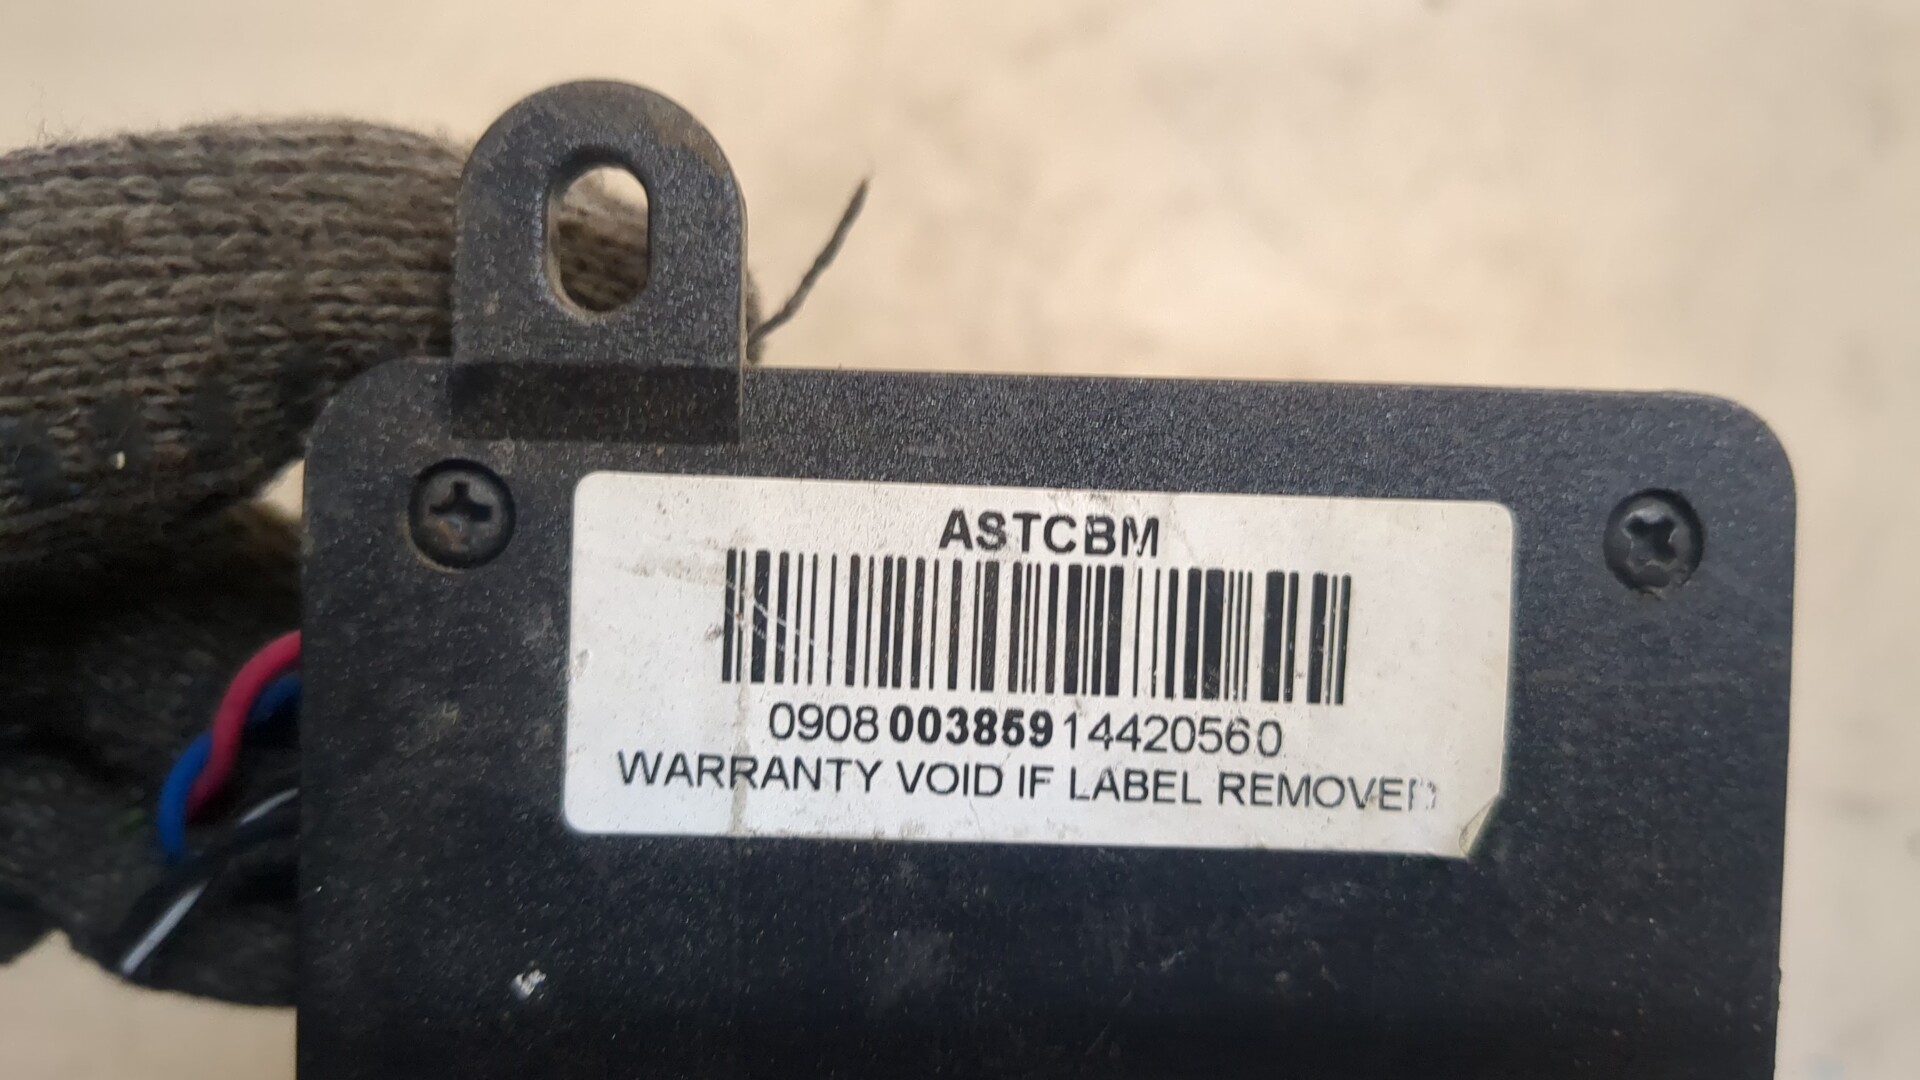 ASTCBM
0908 003859 14420560
WARRANTY VOID IF LABEL REMOVED